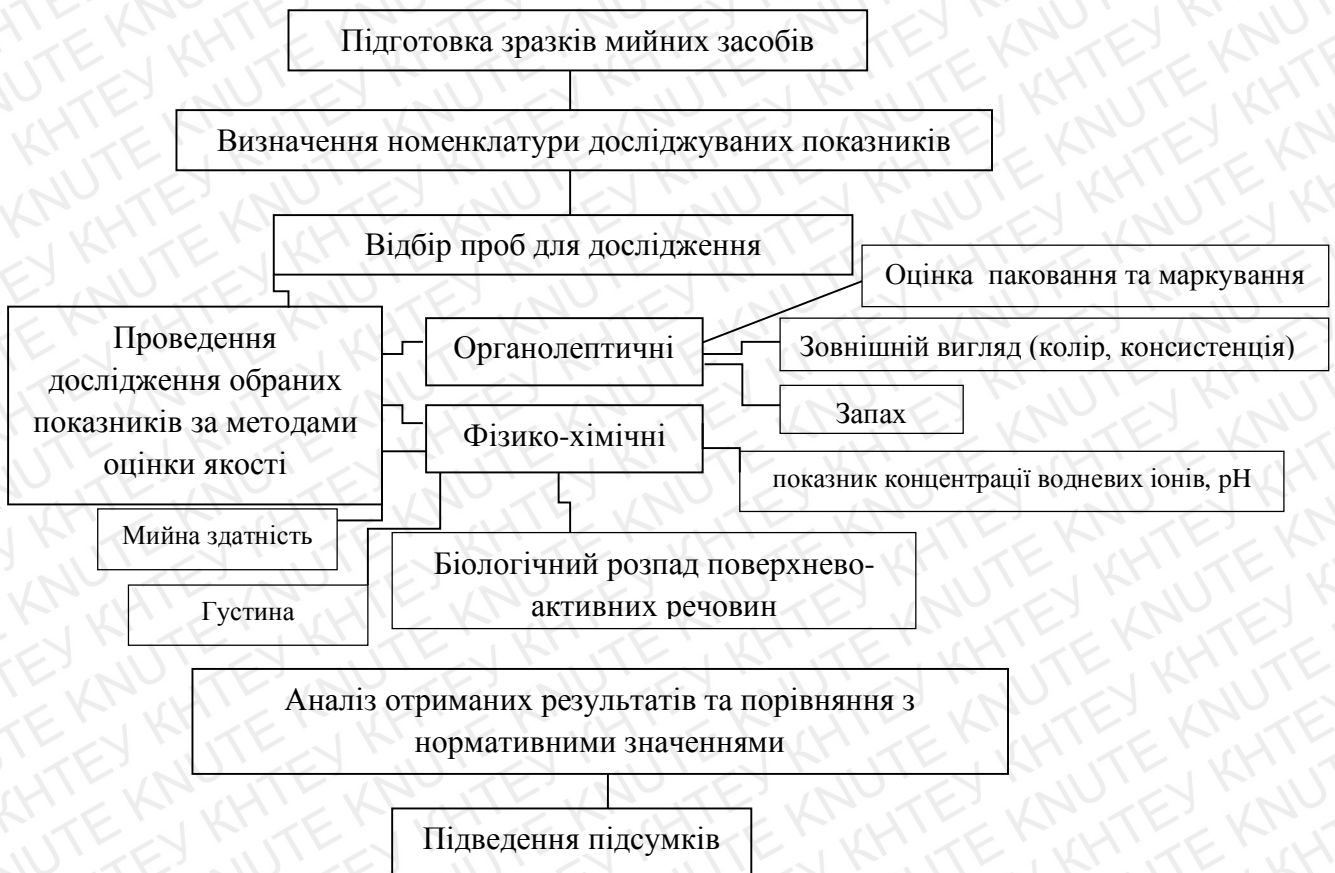 Підготовка зразків мийних засобів
Визначення номенклатури досліджуваних показників
Відбір проб для дослідження
Оцінка паковання та маркування
Проведення
дослідження обраних
показників за методами
оцінки якості
Органолептичні
Зовнішній вигляд (колір, консистенція)
Запах
Фізико-хімічні
показник концентрації водневих іонів, рН
Мийна здатність
Біологічний розпад поверхнево-
активних речовин
Густина
Аналіз отриманих результатів та порівняння з
нормативними значеннями
Підведення підсумків